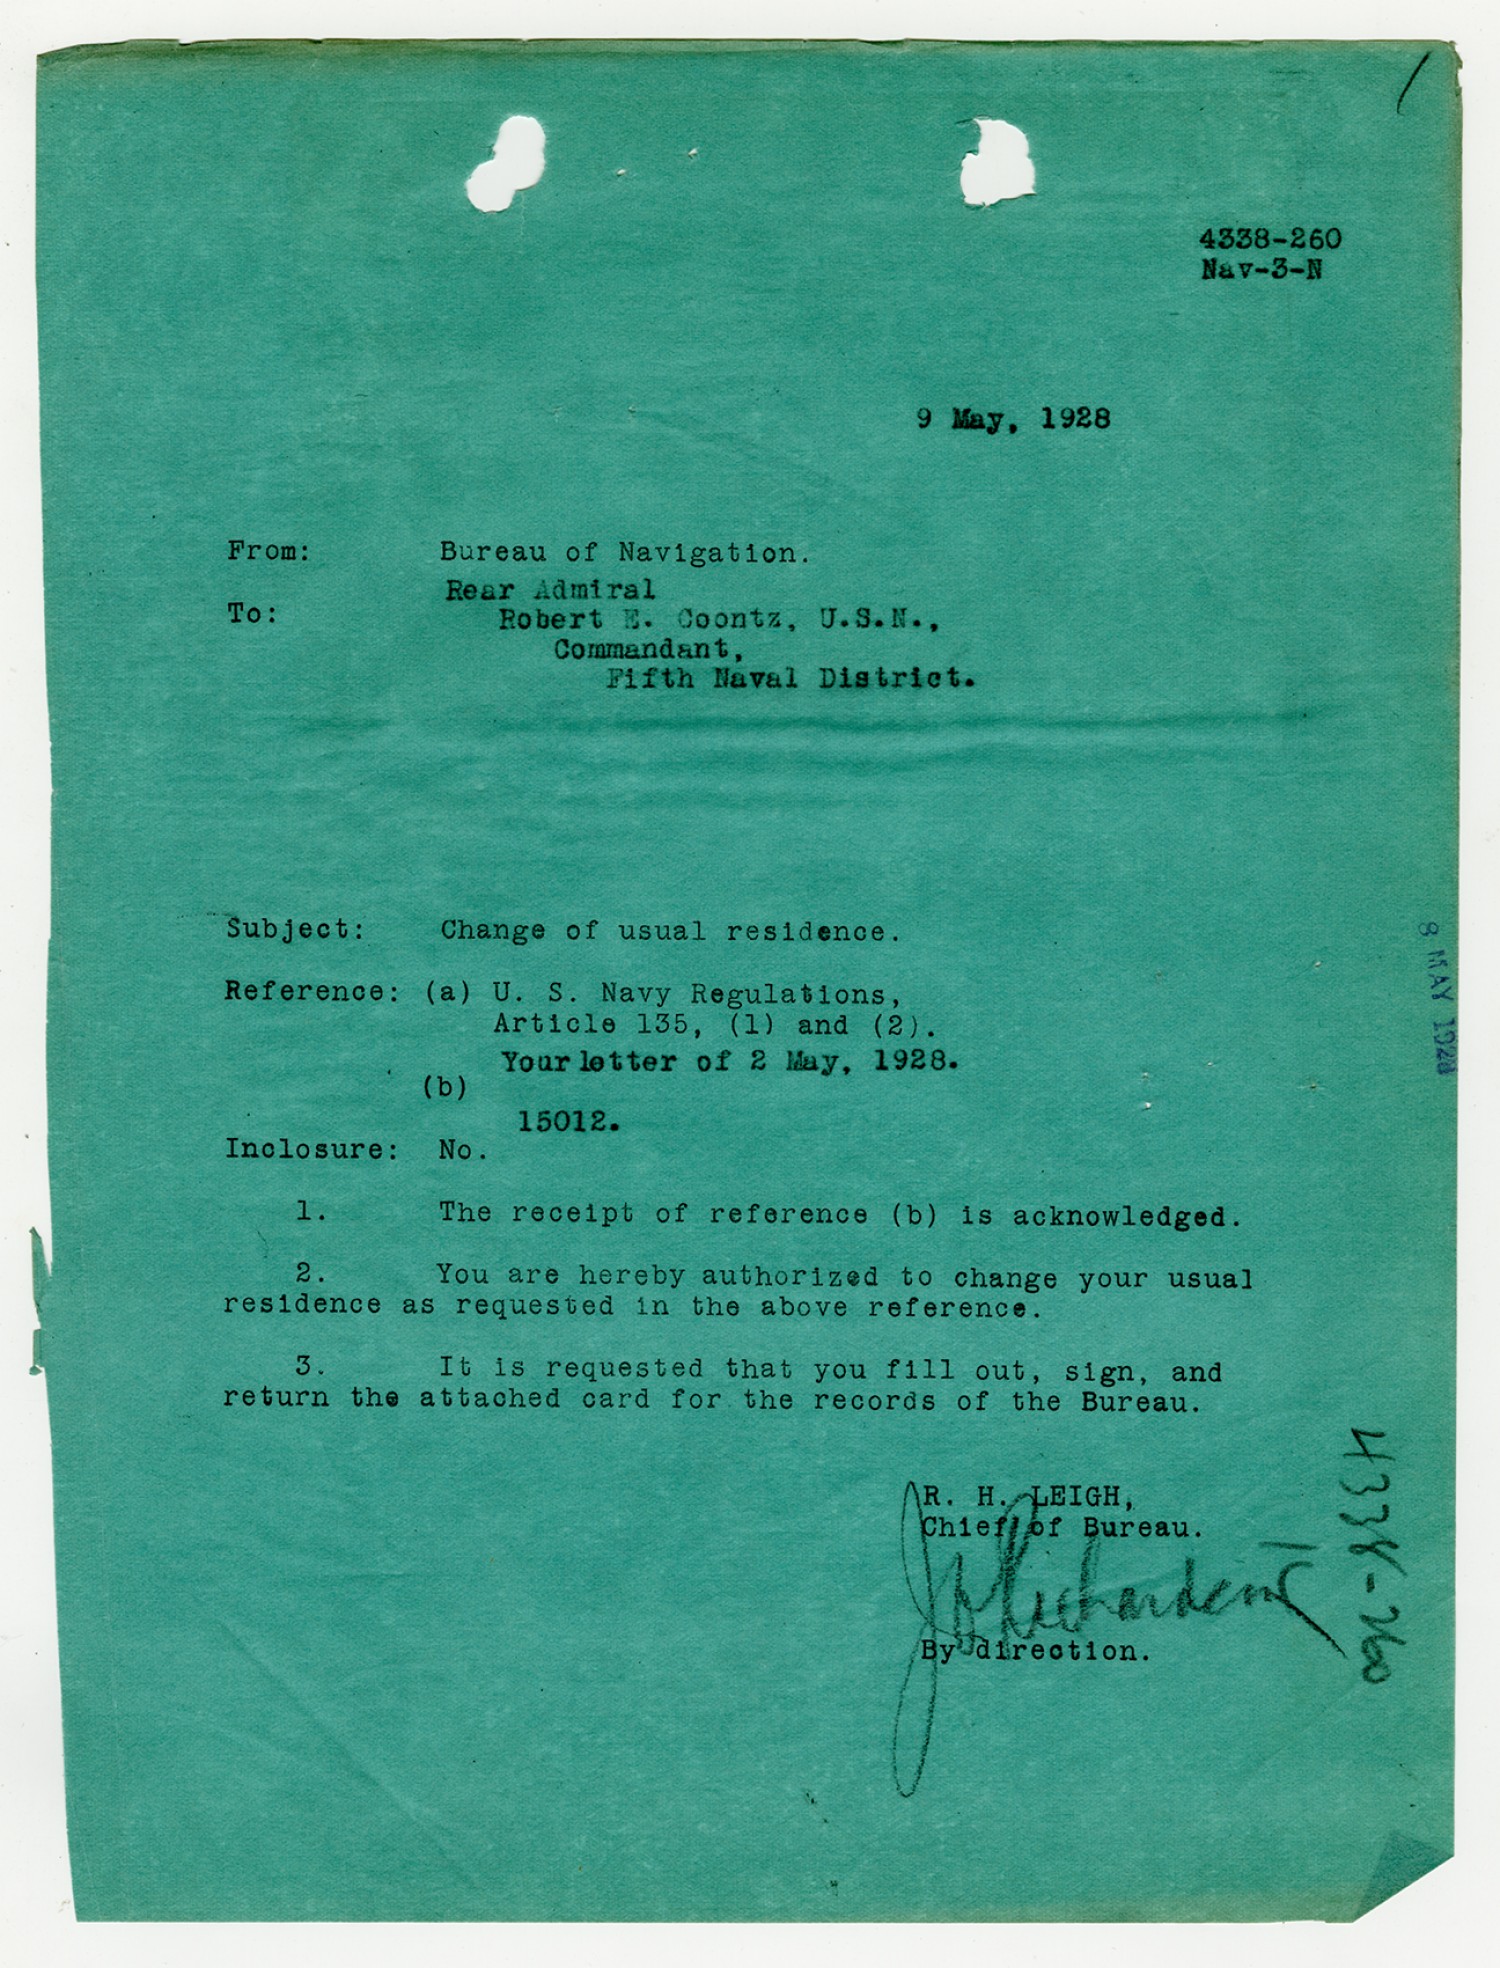 4338-260
Nav-3-N
9 May, 1928
From: Bureau of Navigation.
Rear Admiral
To: Robert E. Coontz, U.S.N.,
Commandant,
Fifth Naval District.
Subject: Change of usual residence.
Reference: (a) U. S. Navy Regulations,
Article 135, (1) and (2).
Your letter of 2 May, 1928.
(b)
15012.
Inclosure: No.
1. The receipt of reference (b) is acknowledged.
2. You are hereby authorized to change your usual
residence as requested in the above reference.
3. It is requested that you fill out, sign, and
return the attached card for the records of the Bureau.
R. H. LEIGH,
Chief of Bureau.
J O Richardson
By direction.
8 MAY 1928
4338-260